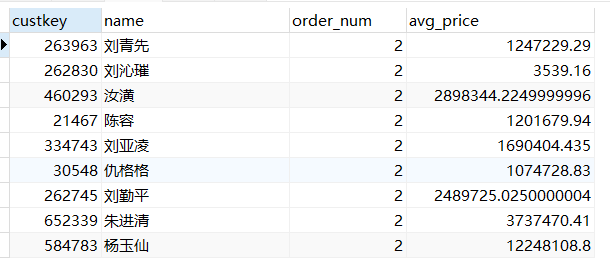 custkey name order_num avg_price
263963 刘青先 2 1247229.29
262830 刘沁璀 2 3539.16
460293 汝潢 2 2898344.2249999996
21467 陈容 2 1201679.94
334743 刘亚凌 2 1690404.435
30548 仇格格 2 1074728.83
262745 刘勤平 2 2489725.0250000004
652339 朱进清 2 3737470.41
584783 杨玉仙 2 12248108.8